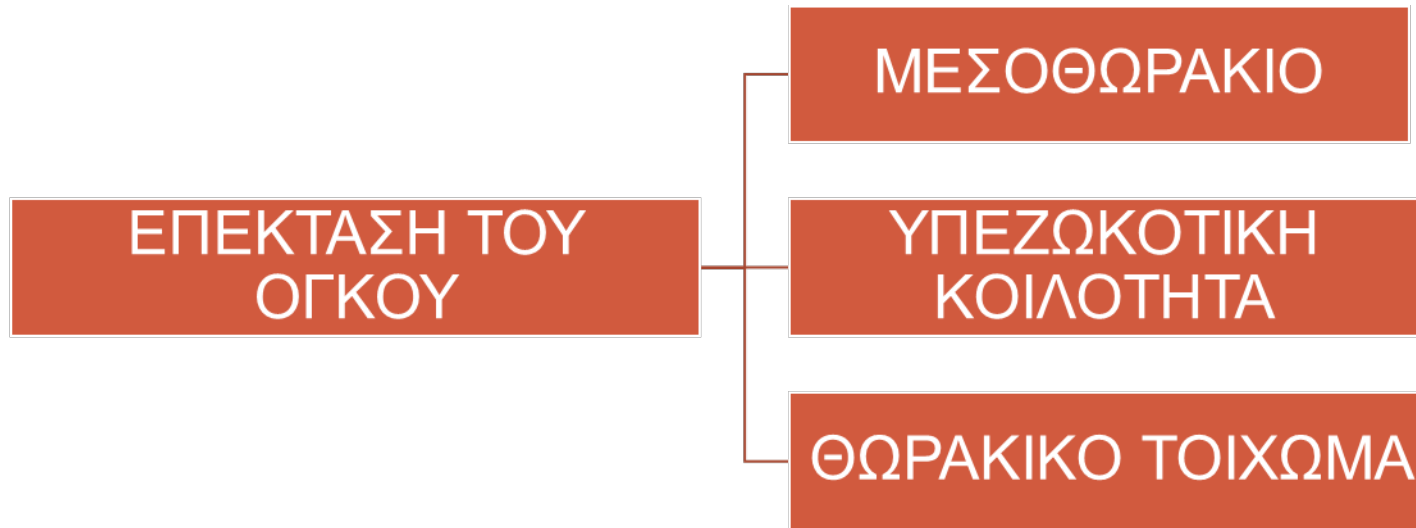 ΜΕΣΟΘΩΡΑΚΙΟ
ΕΠΕΚΤΑΣΗ ΤΟΥ
ΟΓΚΟΥ
ΥΠΕΖΩΚΟΤΙΚΗ
ΚΟΙΛΟΤΗΤΑ
ΘΩΡΑΚΙΚΟ ΤΟΙΧΩΜΑ